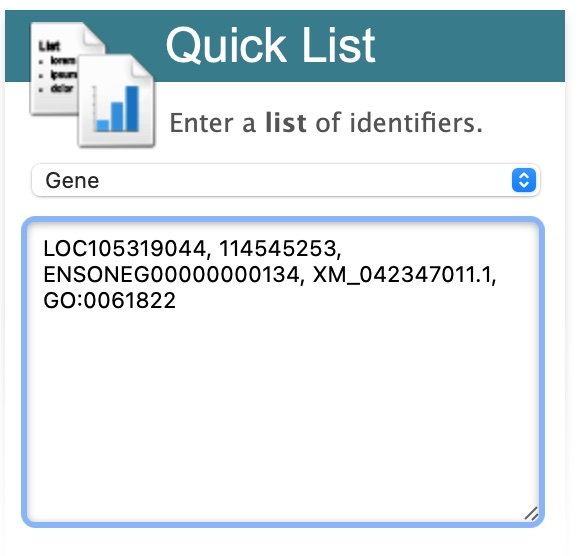 Quick List
List
lorem
ipsum
dolor
Enter a list of identifiers.
Gene
LOC105319044, 114545253,
ENSONEG00000000134, XM_042347011.1,
GO:0061822